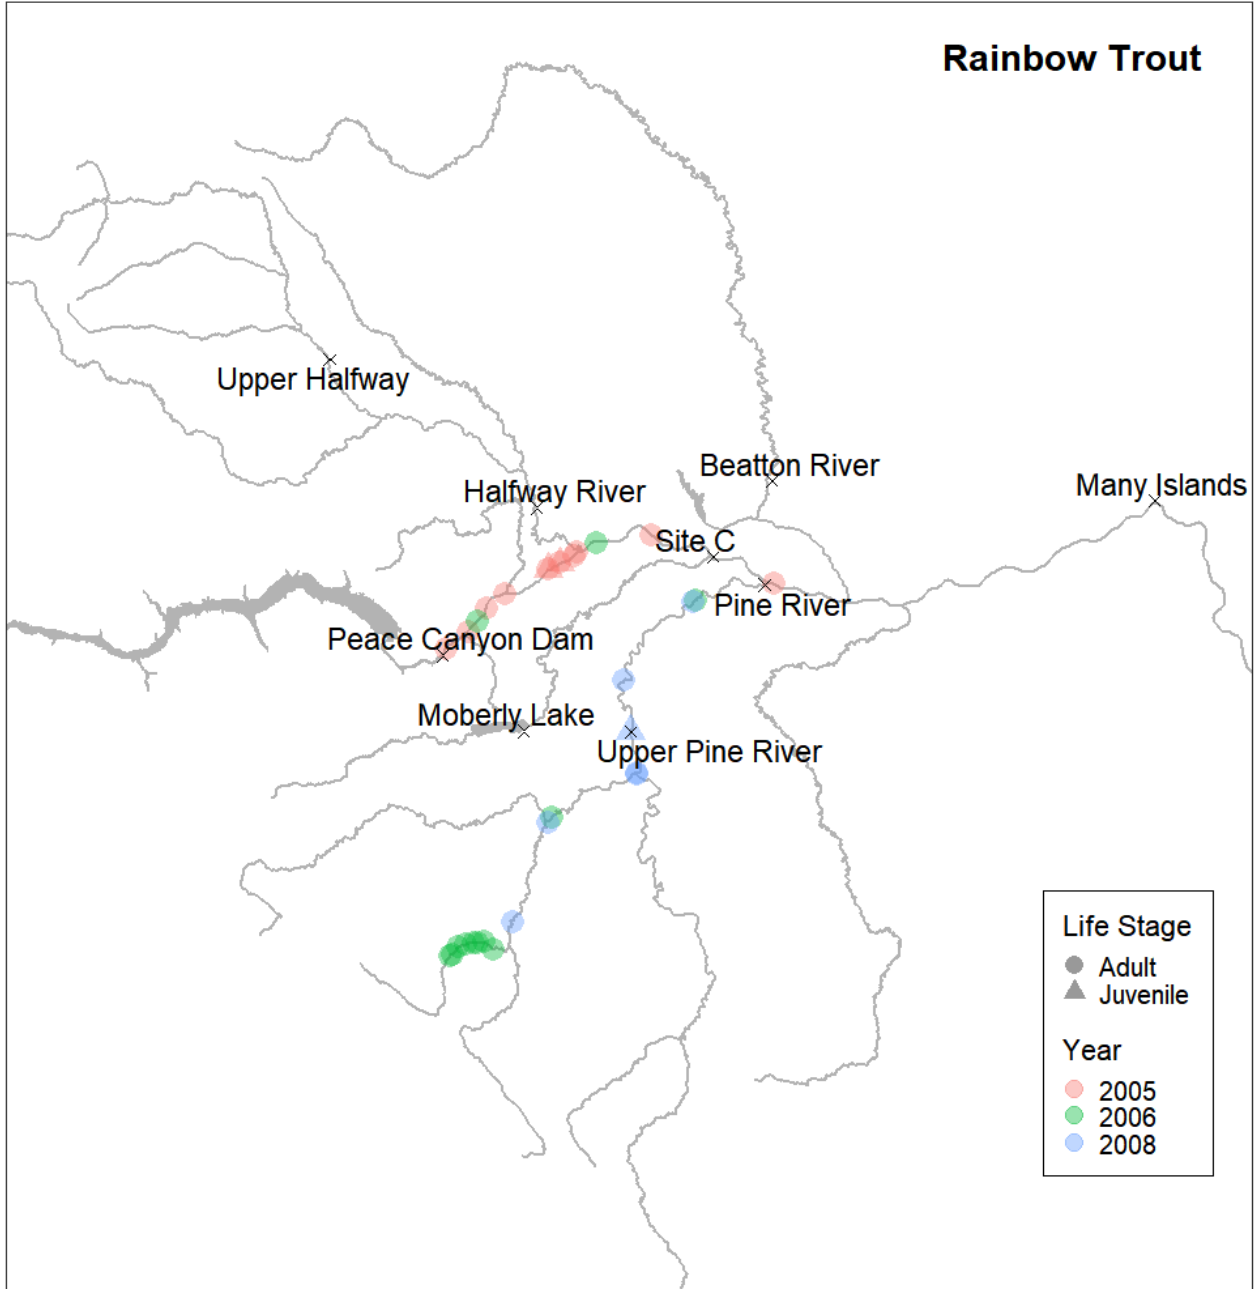 Rainbow Trout
Upper Halfway
Beatton River
Many Islands
Halfway River
Site C
Pine River
Peace Canyon Dam
Moberly Lake
Upper Pine River
Life Stage
Adult
Juvenile
Year
2005
2006
2008